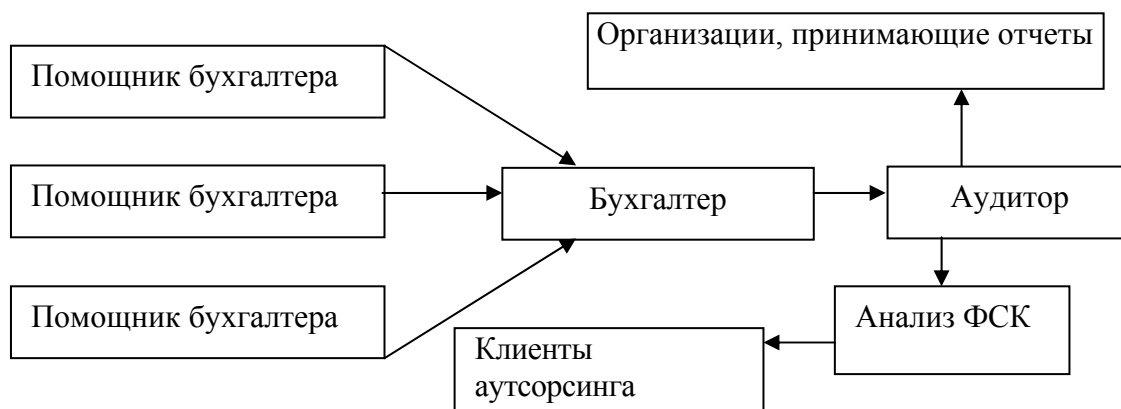 Организации, принимающие отчеты
Помощник бухгалтера
Помощник бухгалтера
Бухгалтер
Аудитор
Помощник бухгалтера
Анализ ФСК
Клиенты
аутсорсинга